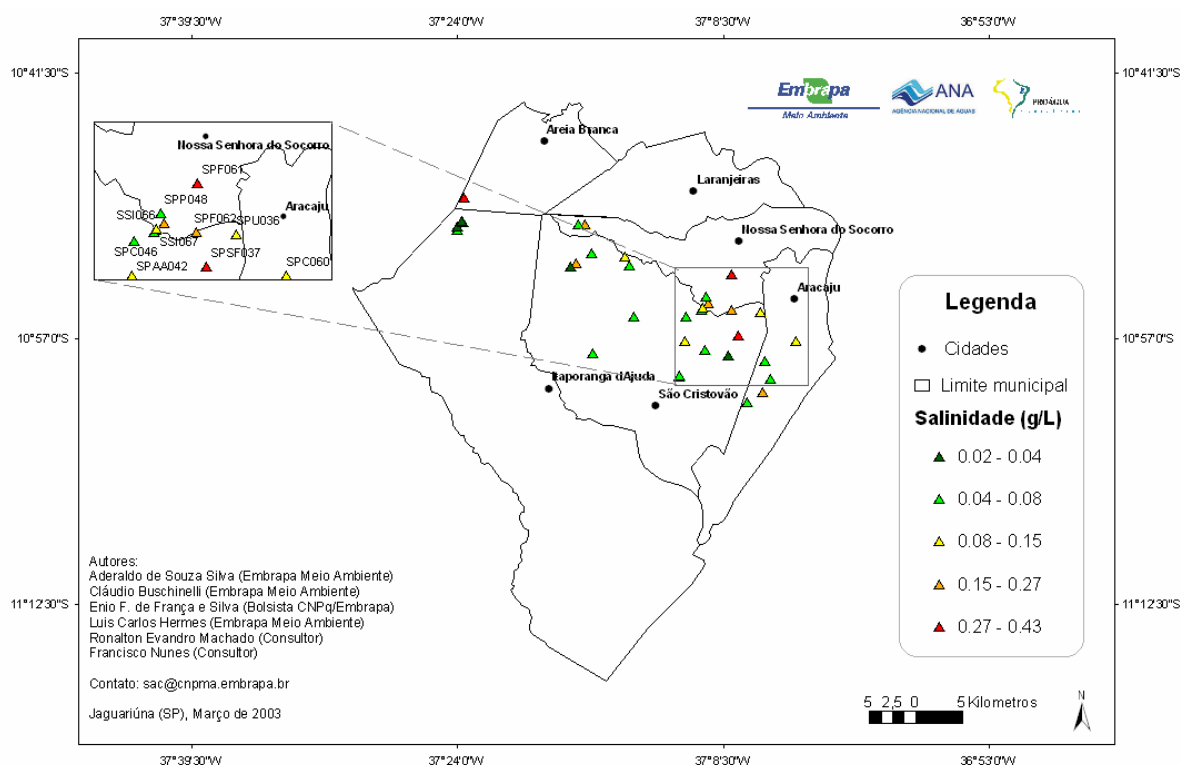 37°39'30"W
37°24'0"W
37°8'30"W
36°53'0"W
10°41'30"S
10°41'30"S
Embrapa
Meio Ambiente
ANA
AGÊNCIA NACIONAL DE ÁGUAS
PROÁGUA
Areia Branca
Laranjeiras
Nossa Senhora do Socorro
Aracaju
Itaporanga dAjuda
São Cristovão
Nossa Senhora do Socorro
SPF061
SPP048
SSI066
SPF062
SPU036
Aracaju
SPC046
SSI067
SPSF037
SPAA042
SPC060
10°57'0"S
10°57'0"S
Legenda
Cidades
Limite municipal
Salinidade (g/L)
0.02 - 0.04
0.04 - 0.08
0.08 - 0.15
0.15 - 0.27
0.27 - 0.43
Autores:
Aderaldo de Souza Silva (Embrapa Meio Ambiente)
Cláudio Buschinelli (Embrapa Meio Ambiente)
Enio F. de França e Silva (Bolsista CNPq/Embrapa)
Luis Carlos Hermes (Embrapa Meio Ambiente)
Ronalton Evandro Machado (Consultor)
Francisco Nunes (Consultor)
Contato: sac@cnpma.embrapa.br
Jaguariúna (SP), Março de 2003
11°12'30"S
11°12'30"S
5 2,5 0 5 Kilometros
N
37°39'30"W
37°24'0"W
37°8'30"W
36°53'0"W